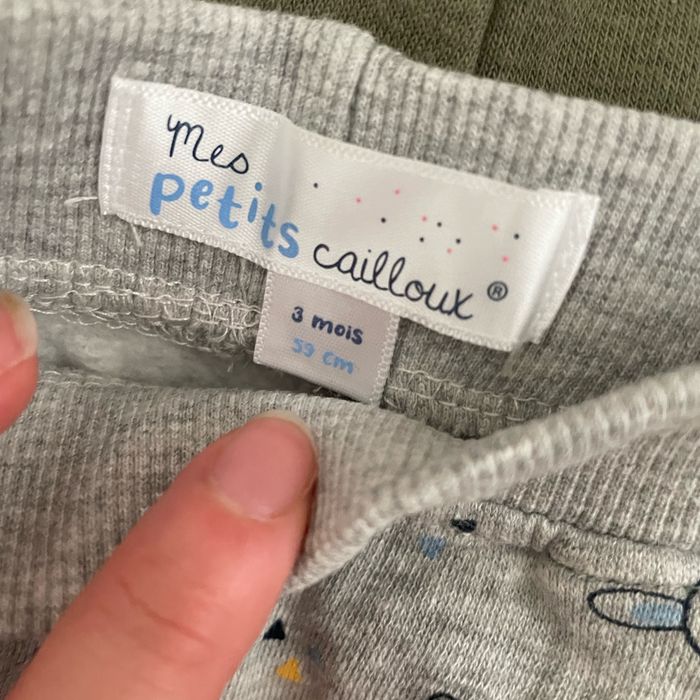 Mes
petits cailloux ®
3 mois
59 cm